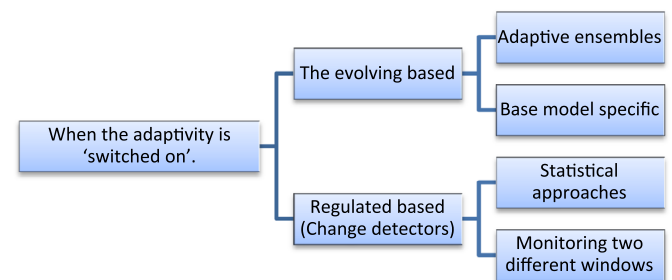 When the adaptivity is
‘switched on’.
The evolving based
Adaptive ensembles
Base model specific
Regulated based
(Change detectors)
Statistical
approaches
Monitoring two
different windows